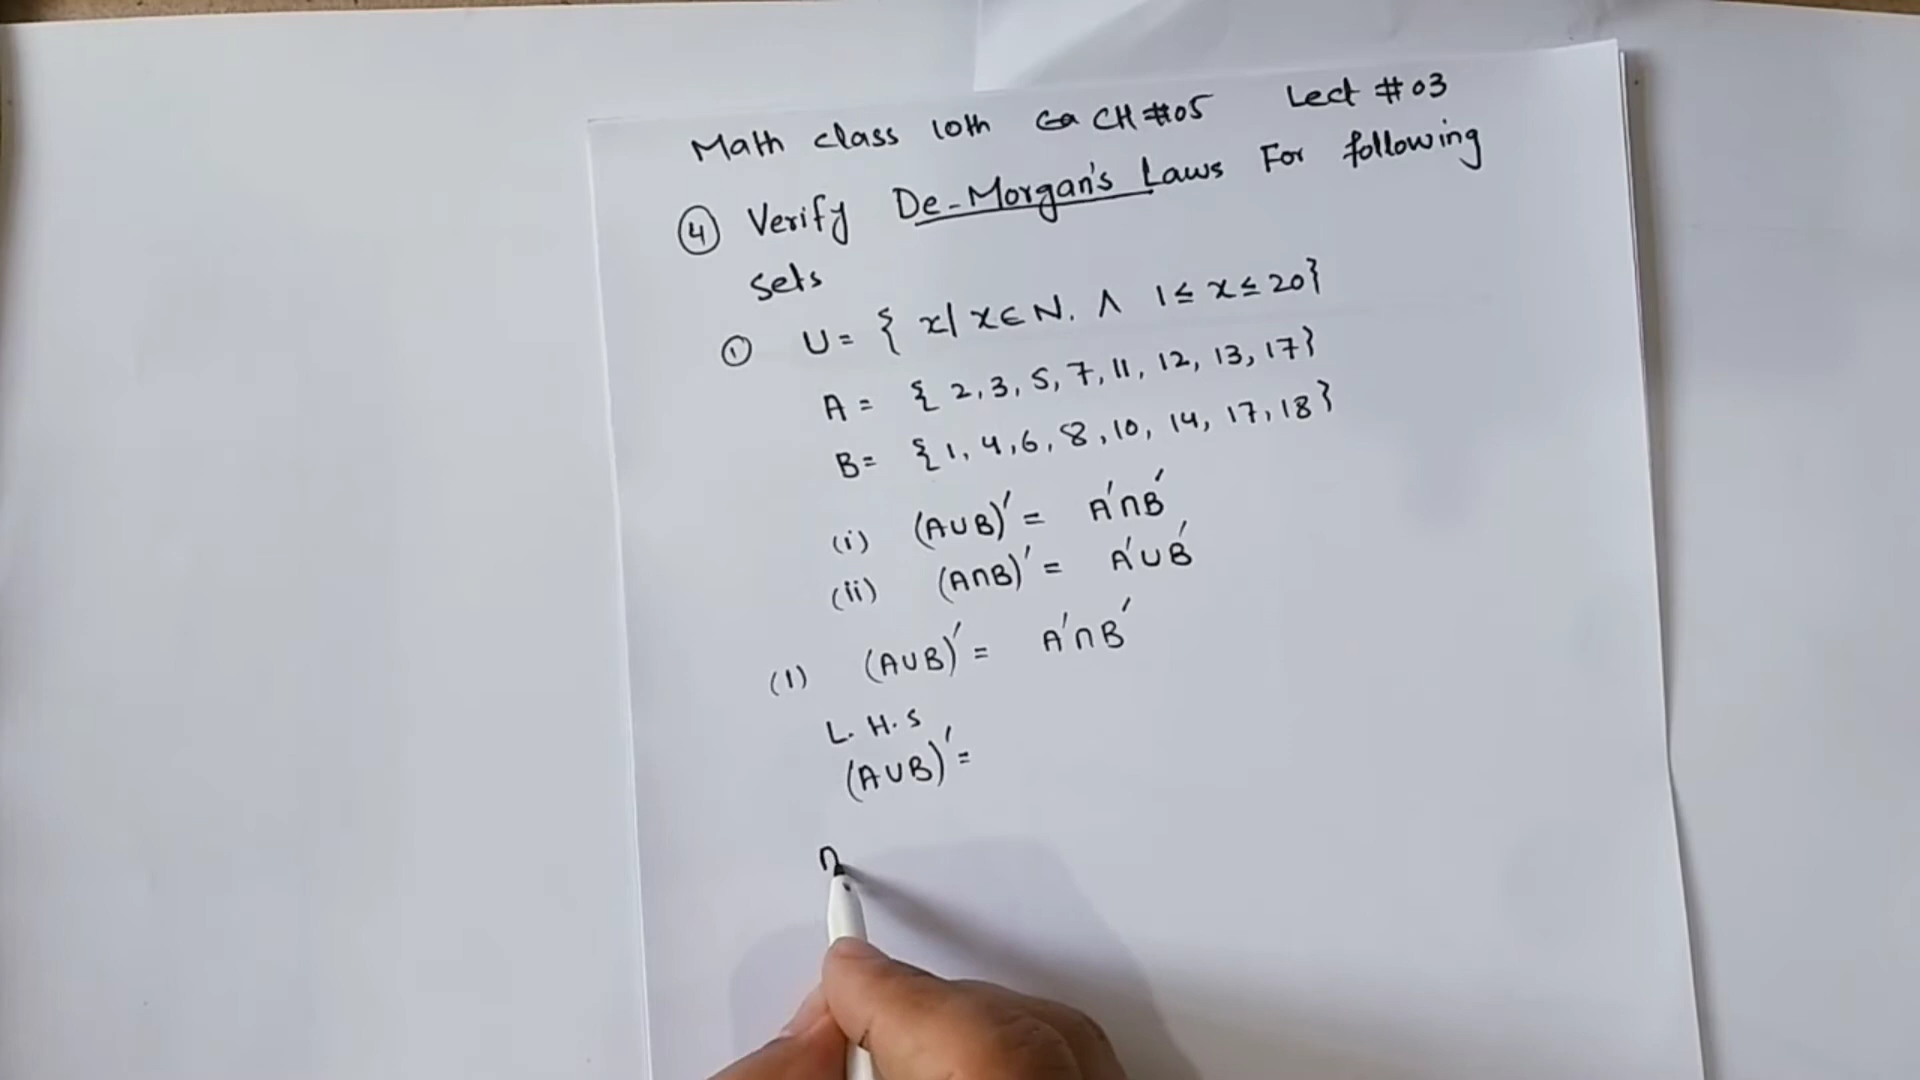 Math class 10th Ga CH #05 Lect #03
④ Verify De-Morgan's Laws For following
sets
① U = { x | x ∈ N. ∧ 1 ≤ x ≤ 20}
A = { 2, 3, 5, 7, 11, 12, 13, 17}
B = { 1, 4, 6, 8, 10, 14, 17, 18}
(i) (A∪B)′ = A′∩B′
(ii) (A∩B)′ = A′∪B′
(1) (A∪B)′ = A′∩B′
L. H. S
(A∪B)′ =